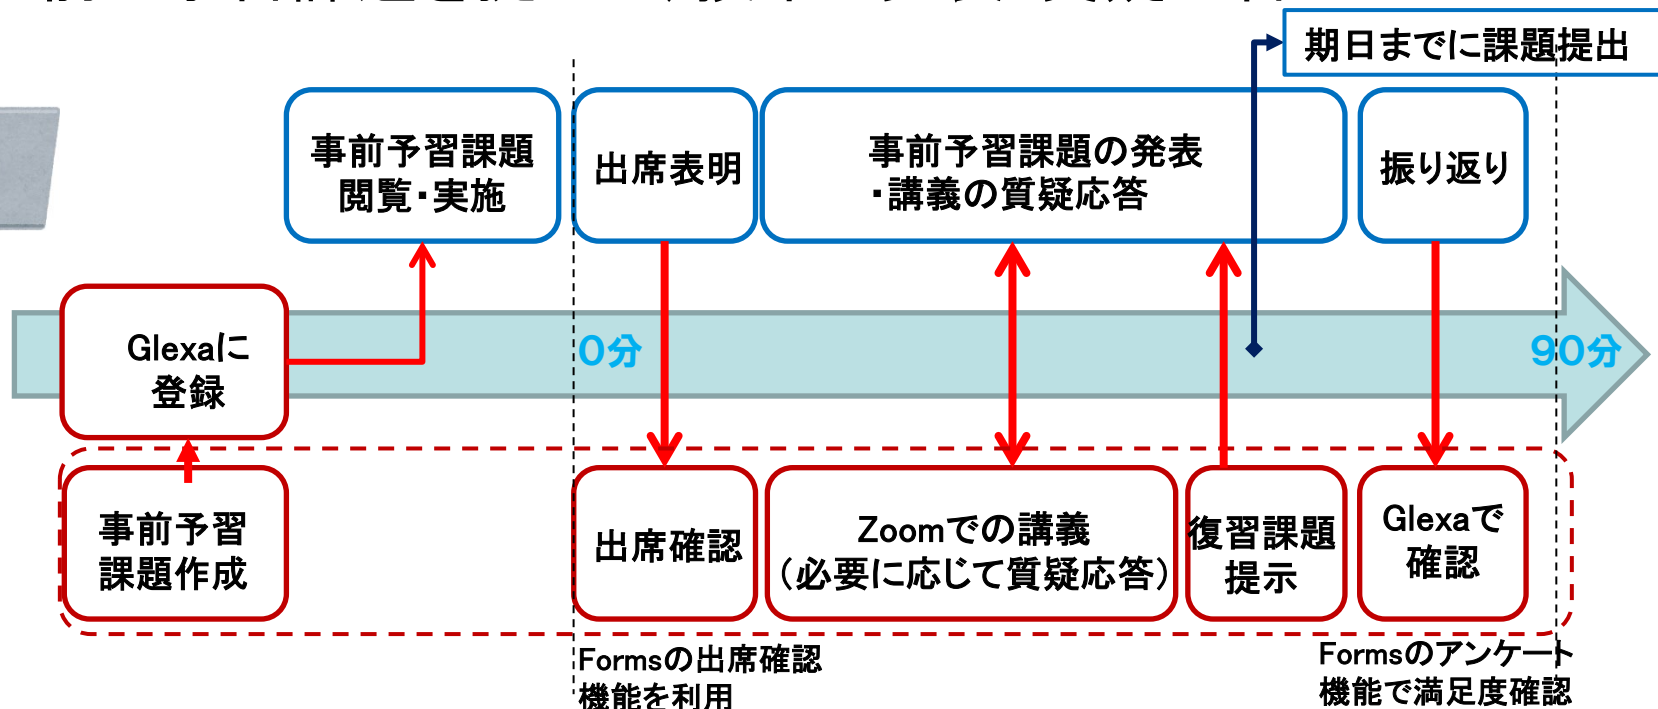 期日までに課題提出
事前予習課題
閲覧・実施
出席表明
事前予習課題の発表
・講義の質疑応答
振り返り
Glexaに
登録
0分
90分
事前予習
課題作成
出席確認
Zoomでの講義
（必要に応じて質疑応答）
復習課題
提示
Glexaで
確認
Formsの出席確認
機能を利用
Formsのアンケート
機能で満足度確認